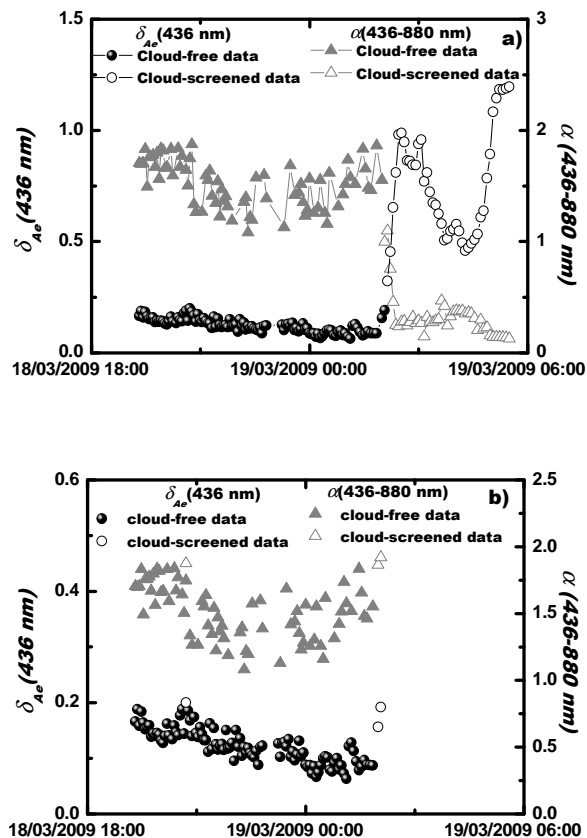 δAe(436 nm) α(436-880 nm) a)
Cloud-free data Cloud-free data
Cloud-screened data Cloud-screened data
1.5 3
1.0 2
0.5 1
0.0 0
δAe(436 nm)
α (436-880 nm)
18/03/2009 18:00 19/03/2009 00:00 19/03/2009 06:00
δAe(436 nm) α(436-880 nm) b)
cloud-free data cloud-free data
cloud-screened data cloud-screened data
0.6 2.5
2.0
0.4
1.5
1.0
0.2
0.5
0.0 0.0
δAe(436 nm)
α (436-880 nm)
18/03/2009 18:00 19/03/2009 00:00 19/03/2009 06:00